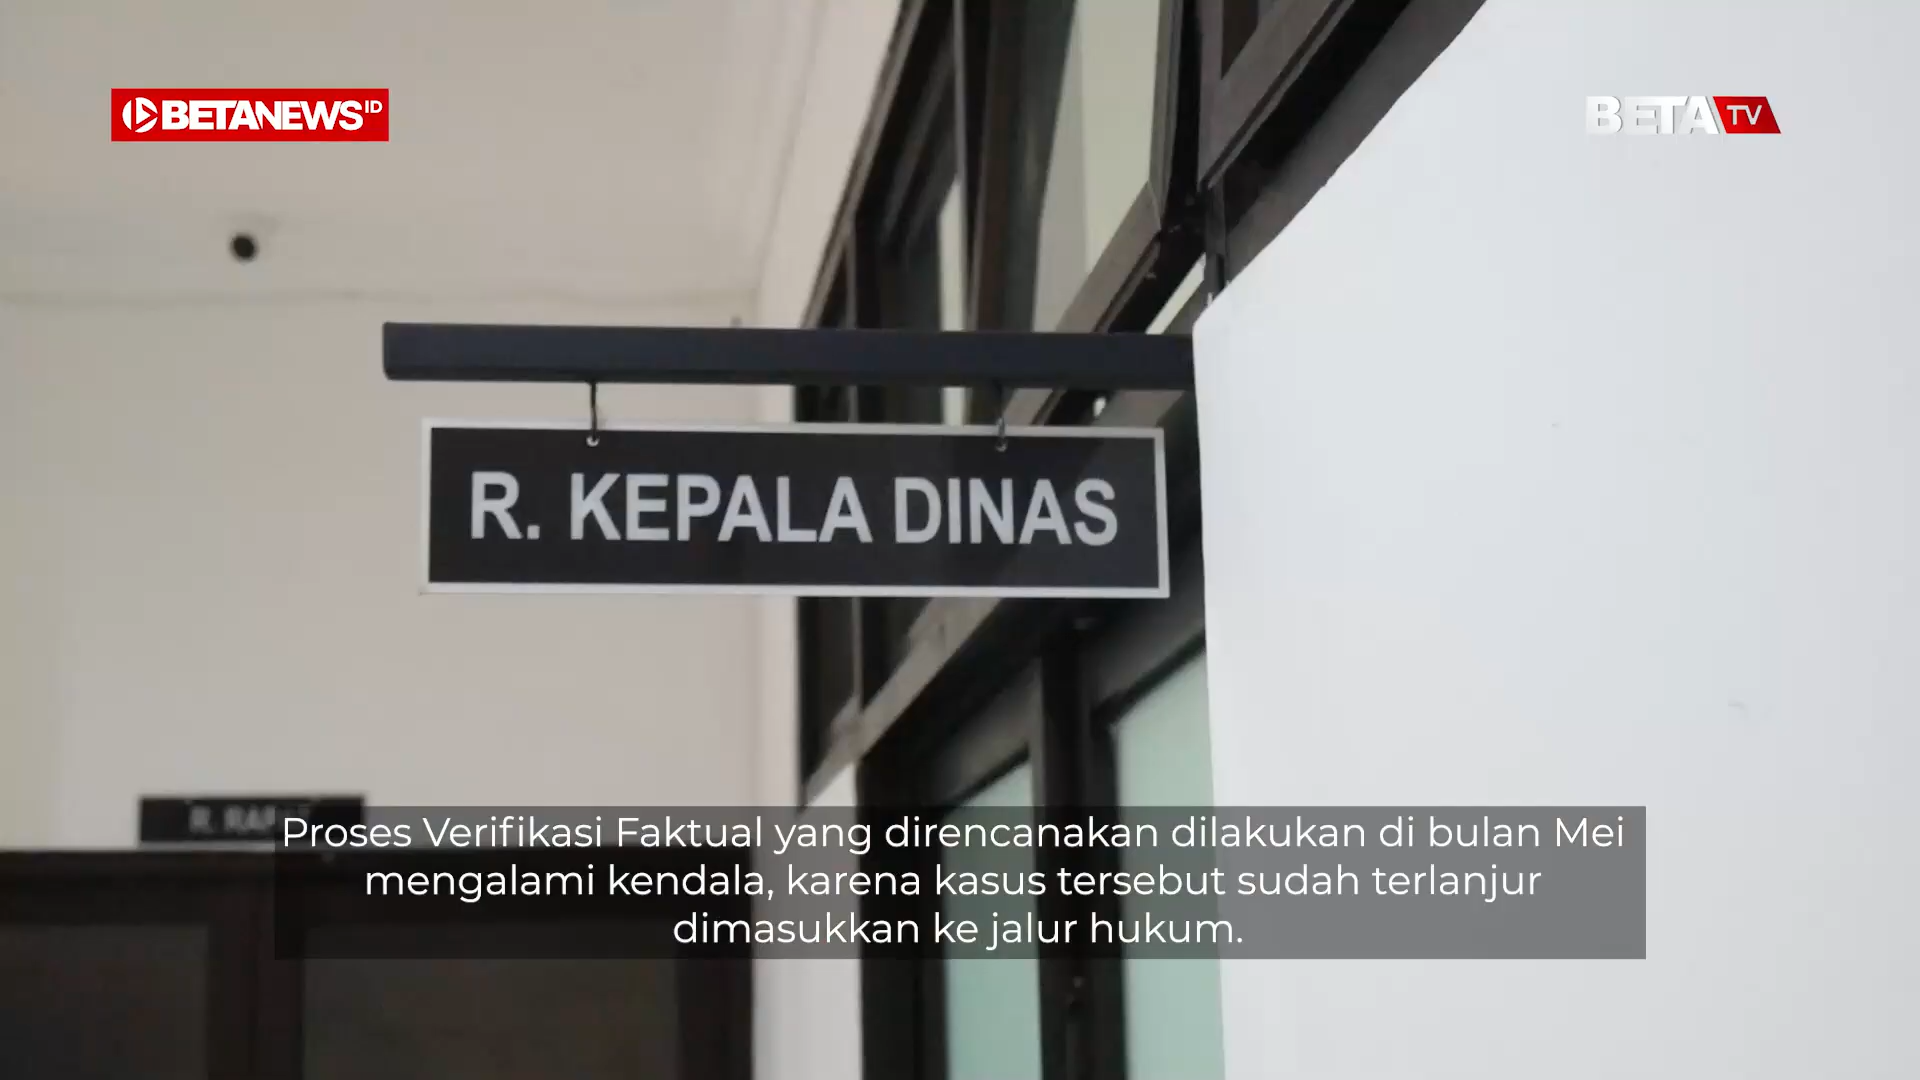 BETANEWS ID
BETA TV
R. KEPALA DINAS
Proses Verifikasi Faktual yang direncanakan dilakukan di bulan Mei
mengalami kendala, karena kasus tersebut sudah terlanjur
dimasukkan ke jalur hukum.